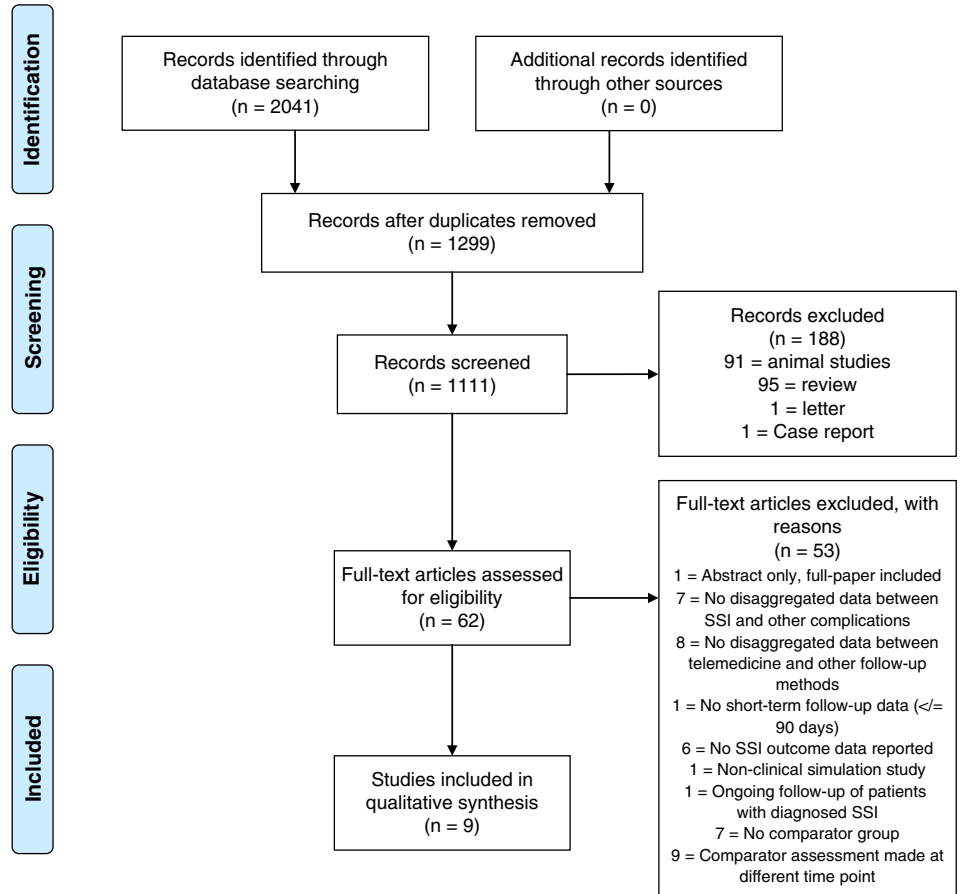 Identification
Records identified through
database searching
(n = 2041)
Additional records identified
through other sources
(n = 0)
Records after duplicates removed
(n = 1299)
Screening
Records screened
(n = 1111)
Records excluded
(n = 188)
91 = animal studies
95 = review
1 = letter
1 = Case report
Eligibility
Full-text articles assessed
for eligibility
(n = 62)
Full-text articles excluded, with
reasons
(n = 53)
1 = Abstract only, full-paper included
7 = No disaggregated data between
SSI and other complications
8 = No disaggregated data between
telemedicine and other follow-up
methods
1 = No short-term follow-up data (</=
90 days)
6 = No SSI outcome data reported
1 = Non-clinical simulation study
1 = Ongoing follow-up of patients
with diagnosed SSI
7 = No comparator group
9 = Comparator assessment made at
different time point
Included
Studies included in
qualitative synthesis
(n = 9)